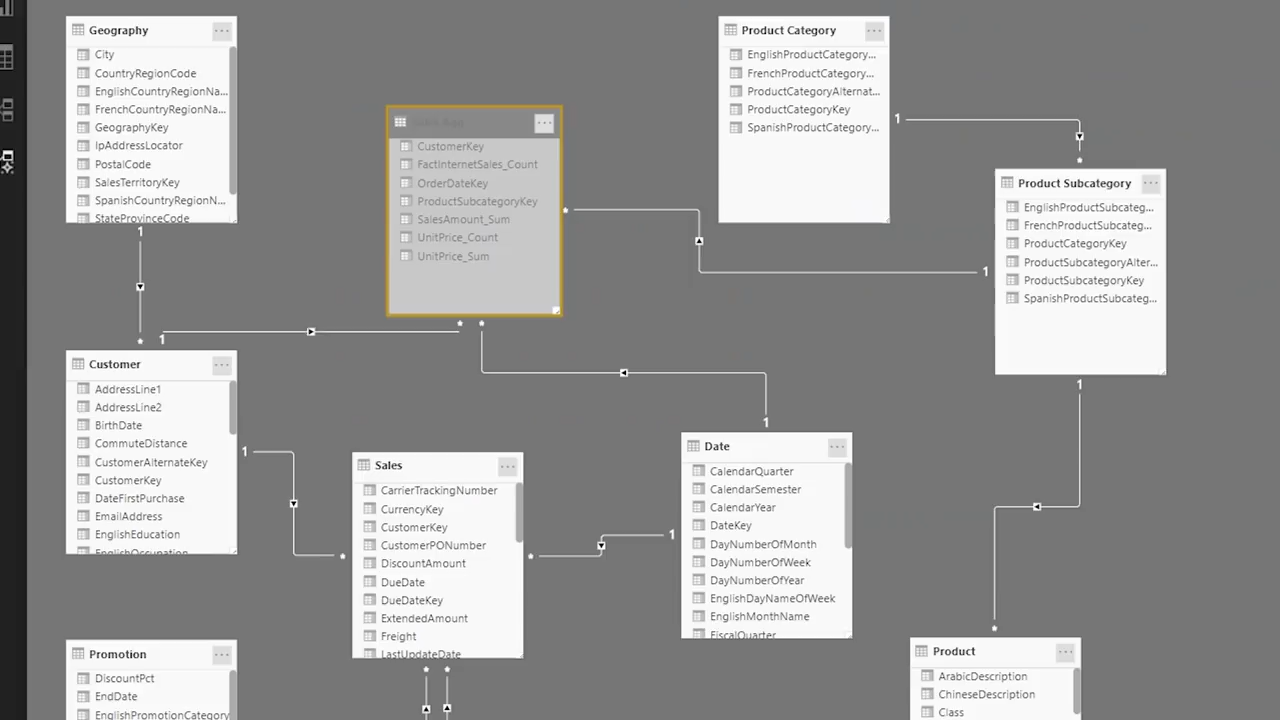 Geography
City
CountryRegionCode
EnglishCountryRegionNa...
FrenchCountryRegionNa...
GeographyKey
IpAddressLocator
PostalCode
SalesTerritoryKey
SpanishCountryRegionN...
StateProvinceCode
Product Category
EnglishProductCategory...
FrenchProductCategory...
ProductCategoryAlternat...
ProductCategoryKey
SpanishProductCategory...
CustomerKey
FactInternetSales_Count
OrderDateKey
ProductSubcategoryKey
SalesAmount_Sum
UnitPrice_Count
UnitPrice_Sum
Product Subcategory
EnglishProductSubcateg...
FrenchProductSubcateg...
ProductCategoryKey
ProductSubcategoryAlter...
ProductSubcategoryKey
SpanishProductSubcateg...
1
*
*
1
1
*
1
*
*
1
1
Customer
AddressLine1
AddressLine2
BirthDate
CommuteDistance
CustomerAlternateKey
CustomerKey
DateFirstPurchase
EmailAddress
EnglishEducation
EnglishOccupation
1
*
Sales
CarrierTrackingNumber
CurrencyKey
CustomerKey
CustomerPONumber
DiscountAmount
DueDate
DueDateKey
ExtendedAmount
Freight
LastUpdateDate
*
1
Date
CalendarQuarter
CalendarSemester
CalendarYear
DateKey
DayNumberOfMonth
DayNumberOfWeek
DayNumberOfYear
EnglishDayNameOfWeek
EnglishMonthName
FiscalQuarter
*
*
*
Promotion
DiscountPct
EndDate
EnglishPromotionCategory
Product
ArabicDescription
ChineseDescription
Class